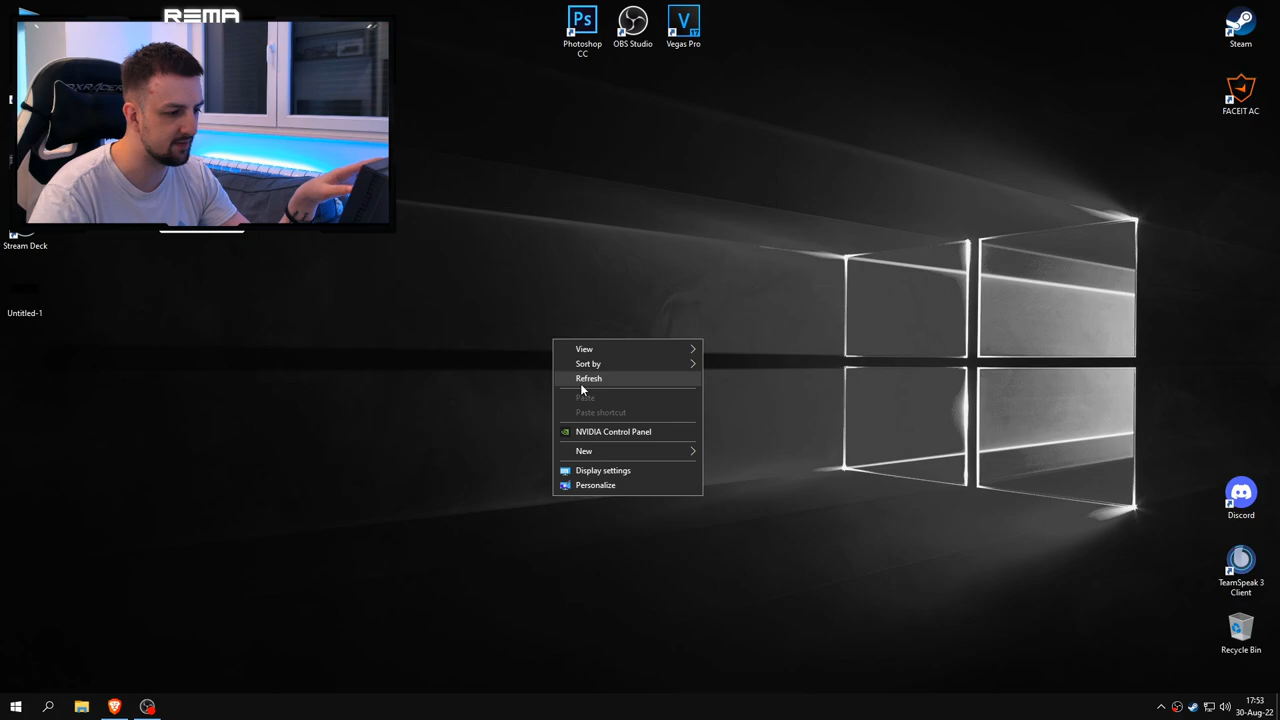 REMA
DXRACER
Photoshop
CC
OBS Studio
Vegas Pro
Steam
FACEIT AC
Stream Deck
Untitled-1
View
Sort by
Refresh
Paste
Paste shortcut
NVIDIA Control Panel
New
Display settings
Personalize
Discord
TeamSpeak 3
Client
Recycle Bin
17:53
30-Aug-22